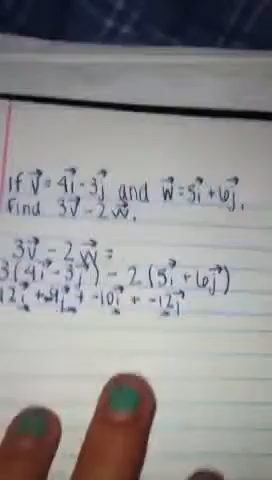 If v⃗ = 4i⃗ - 3j⃗ and w⃗ = 5i⃗ + 6j⃗.
Find 3v⃗ - 2w⃗.
3v⃗ - 2w⃗ =
3(4i⃗ - 3j⃗) - 2(5i⃗ + 6j⃗)
12i⃗ + -9j⃗ + -10i⃗ + -12j⃗